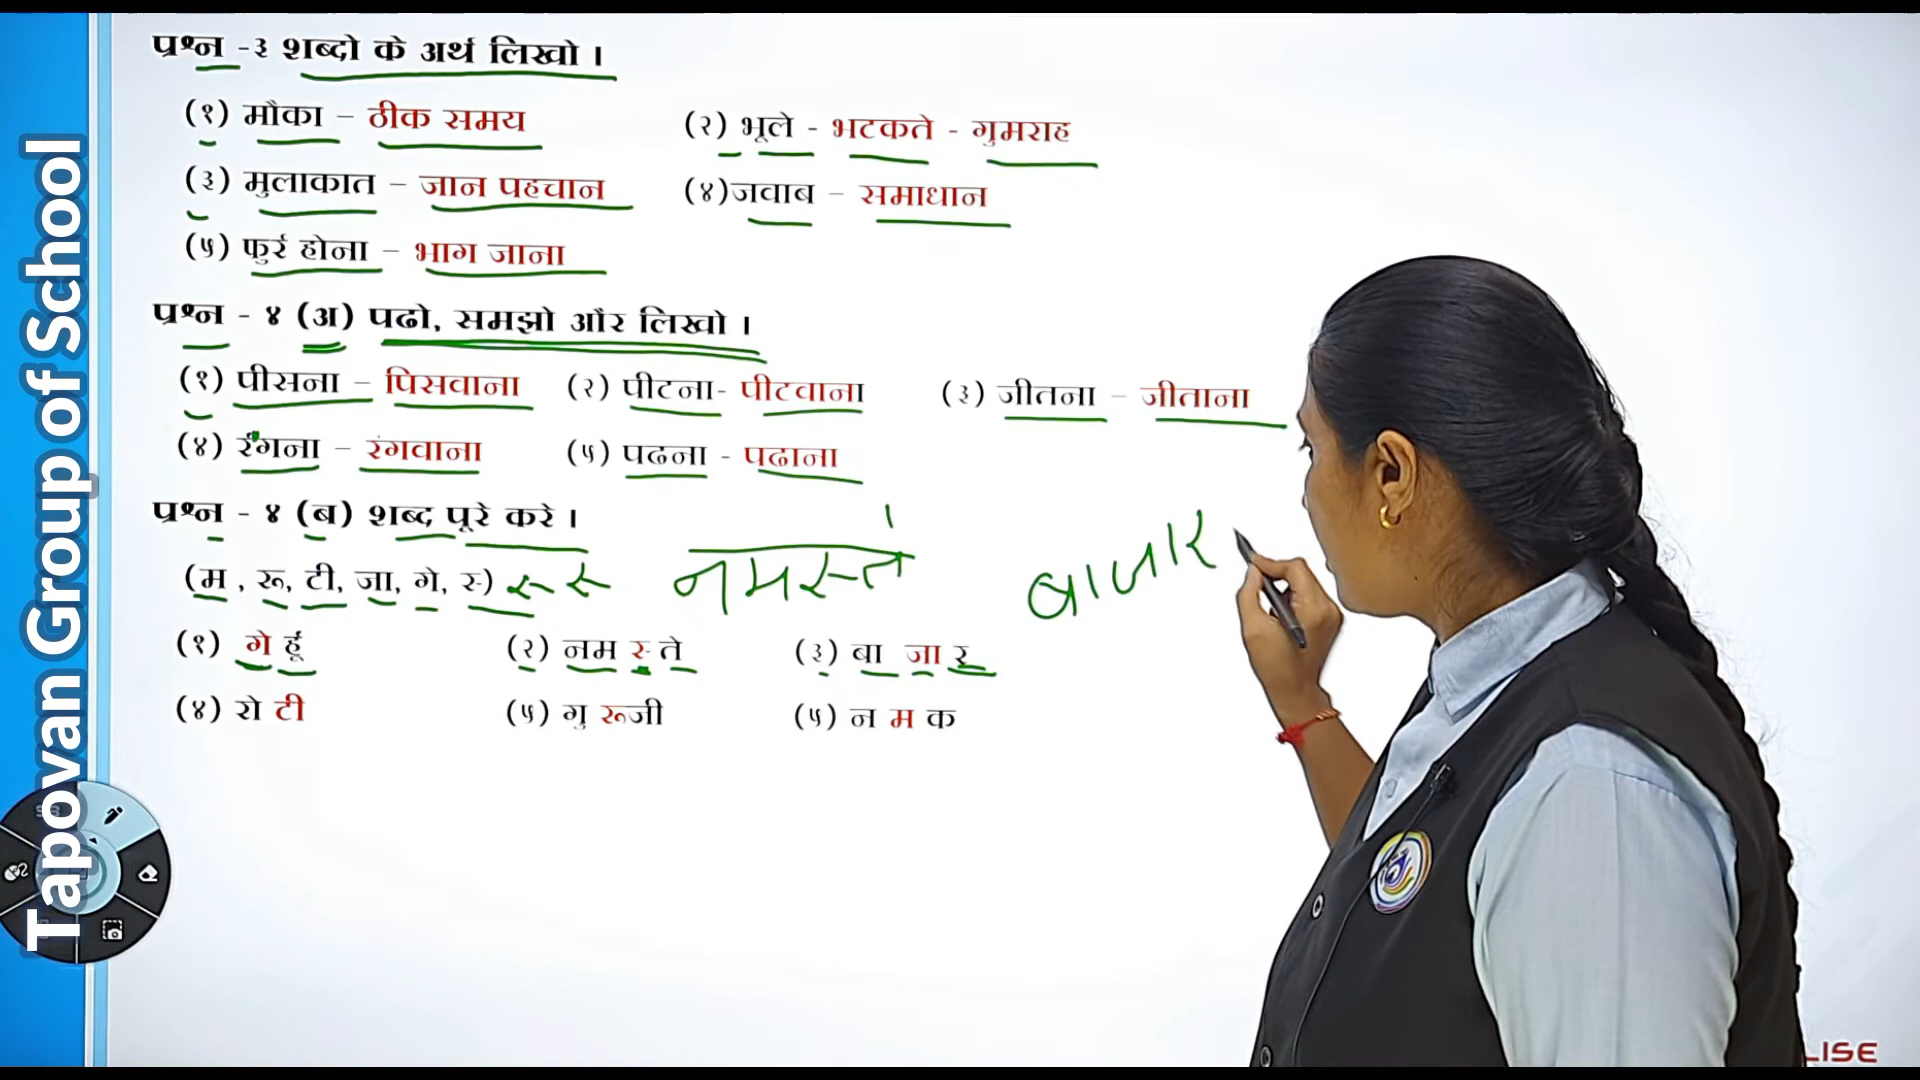 प्रश्न -३ शब्दो के अर्थ लिखो ।
(१) मौका – ठीक समय (२) भूले - भटकते - गुमराह
(३) मुलाकात – जान पहचान (४)जवाब – समाधान
(५) फुर्र होना – भाग जाना
प्रश्न - ४ (अ) पढो, समझो और लिखो ।
(१) पीसना – पिसवाना (२) पीटना- पीटवाना (३) जीतना – जीताना
(४) रंगना – रंगवाना (५) पढना - पढाना
प्रश्न - ४ (ब) शब्द पूरे करे ।
(म , रू, टी, जा, गे, स्)
नमस्ते बाजार
(१) गे हूँ (२) नम स् ते (३) बा जा र
(४) रो टी (५) गु रूजी (५) न म क
Tapovan Group of School
LISE